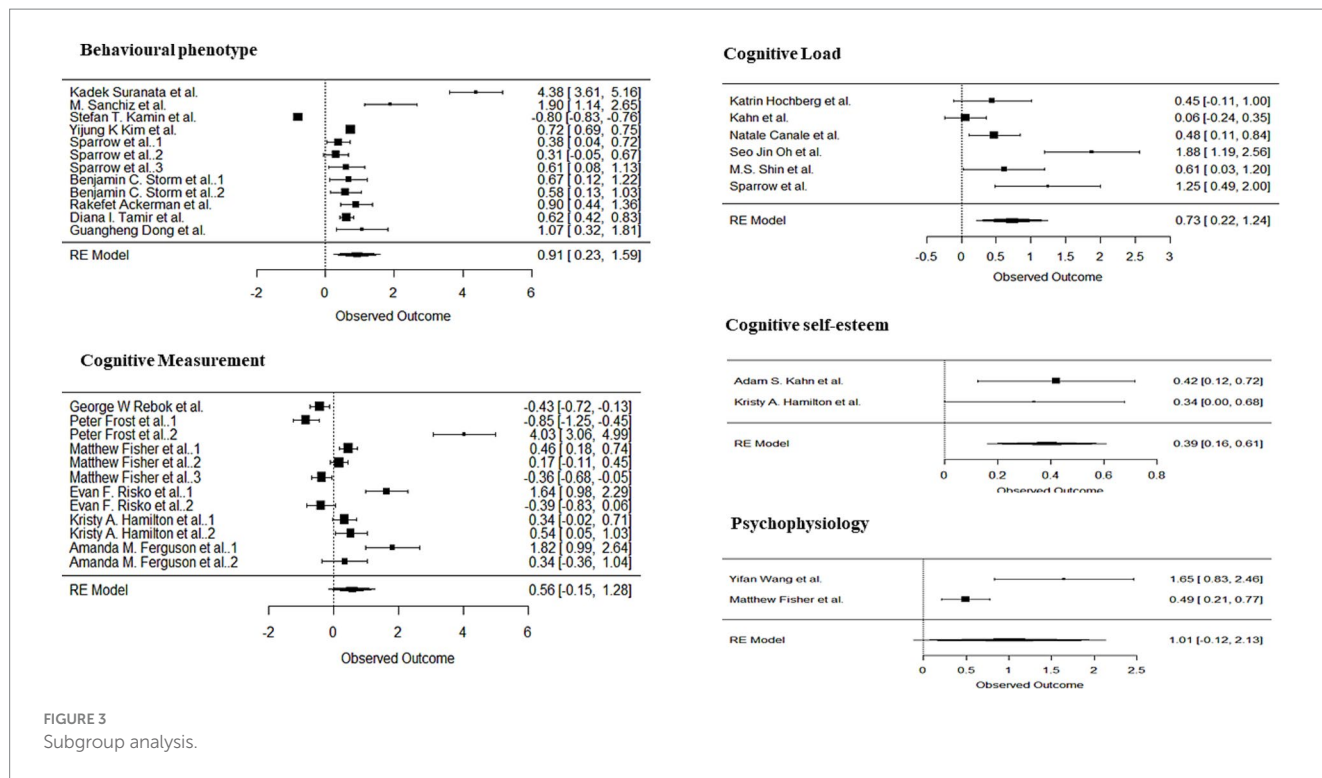 Behavioural phenotype
Kadek Suranata et al. 4.38 [ 3.61, 5.16]
M. Sanchiz et al. 1.90 [ 1.14, 2.65]
Stefan T. Kamin et al. -0.80 [-0.83, -0.76]
Yijung K Kim et al. 0.72 [ 0.69, 0.75]
Sparrow et al..1 0.38 [ 0.04, 0.72]
Sparrow et al..2 0.31 [-0.05, 0.67]
Sparrow et al..3 0.61 [ 0.08, 1.13]
Benjamin C. Storm et al..1 0.67 [ 0.12, 1.22]
Benjamin C. Storm et al..2 0.58 [ 0.13, 1.03]
Rakefet Ackerman et al. 0.90 [ 0.44, 1.36]
Diana I. Tamir et al. 0.62 [ 0.42, 0.83]
Guangheng Dong et al. 1.07 [ 0.32, 1.81]
RE Model 0.91 [ 0.23, 1.59]
-2 0 2 4 6
Observed Outcome
Cognitive Measurement
George W Rebok et al. -0.43 [-0.72, -0.13]
Peter Frost et al..1 -0.85 [-1.25, -0.45]
Peter Frost et al..2 4.03 [ 3.06, 4.99]
Matthew Fisher et al..1 0.46 [ 0.18, 0.74]
Matthew Fisher et al..2 0.17 [-0.11, 0.45]
Matthew Fisher et al..3 -0.36 [-0.68, -0.05]
Evan F. Risko et al..1 1.64 [ 0.98, 2.29]
Evan F. Risko et al..2 -0.39 [-0.83, 0.06]
Kristy A. Hamilton et al..1 0.34 [-0.02, 0.71]
Kristy A. Hamilton et al..2 0.54 [ 0.05, 1.03]
Amanda M. Ferguson et al..1 1.82 [ 0.99, 2.64]
Amanda M. Ferguson et al..2 0.34 [-0.36, 1.04]
RE Model 0.56 [-0.15, 1.28]
-2 0 2 4 6
Observed Outcome
Cognitive Load
Katrin Hochberg et al. 0.45 [-0.11, 1.00]
Kahn et al. 0.06 [-0.24, 0.35]
Natale Canale et al. 0.48 [ 0.11, 0.84]
Seo Jin Oh et al. 1.88 [ 1.19, 2.56]
M.S. Shin et al. 0.61 [ 0.03, 1.20]
Sparrow et al. 1.25 [ 0.49, 2.00]
RE Model 0.73 [ 0.22, 1.24]
-0.5 0 0.5 1 1.5 2 2.5 3
Observed Outcome
Cognitive self-esteem
Adam S. Kahn et al. 0.42 [0.12, 0.72]
Kristy A. Hamilton et al. 0.34 [0.00, 0.68]
RE Model 0.39 [0.16, 0.61]
0 0.2 0.4 0.6 0.8
Observed Outcome
Psychophysiology
Yifan Wang et al. 1.65 [ 0.83, 2.46]
Matthew Fisher et al. 0.49 [ 0.21, 0.77]
RE Model 1.01 [-0.12, 2.13]
0 0.5 1 1.5 2 2.5
Observed Outcome
FIGURE 3
Subgroup analysis.